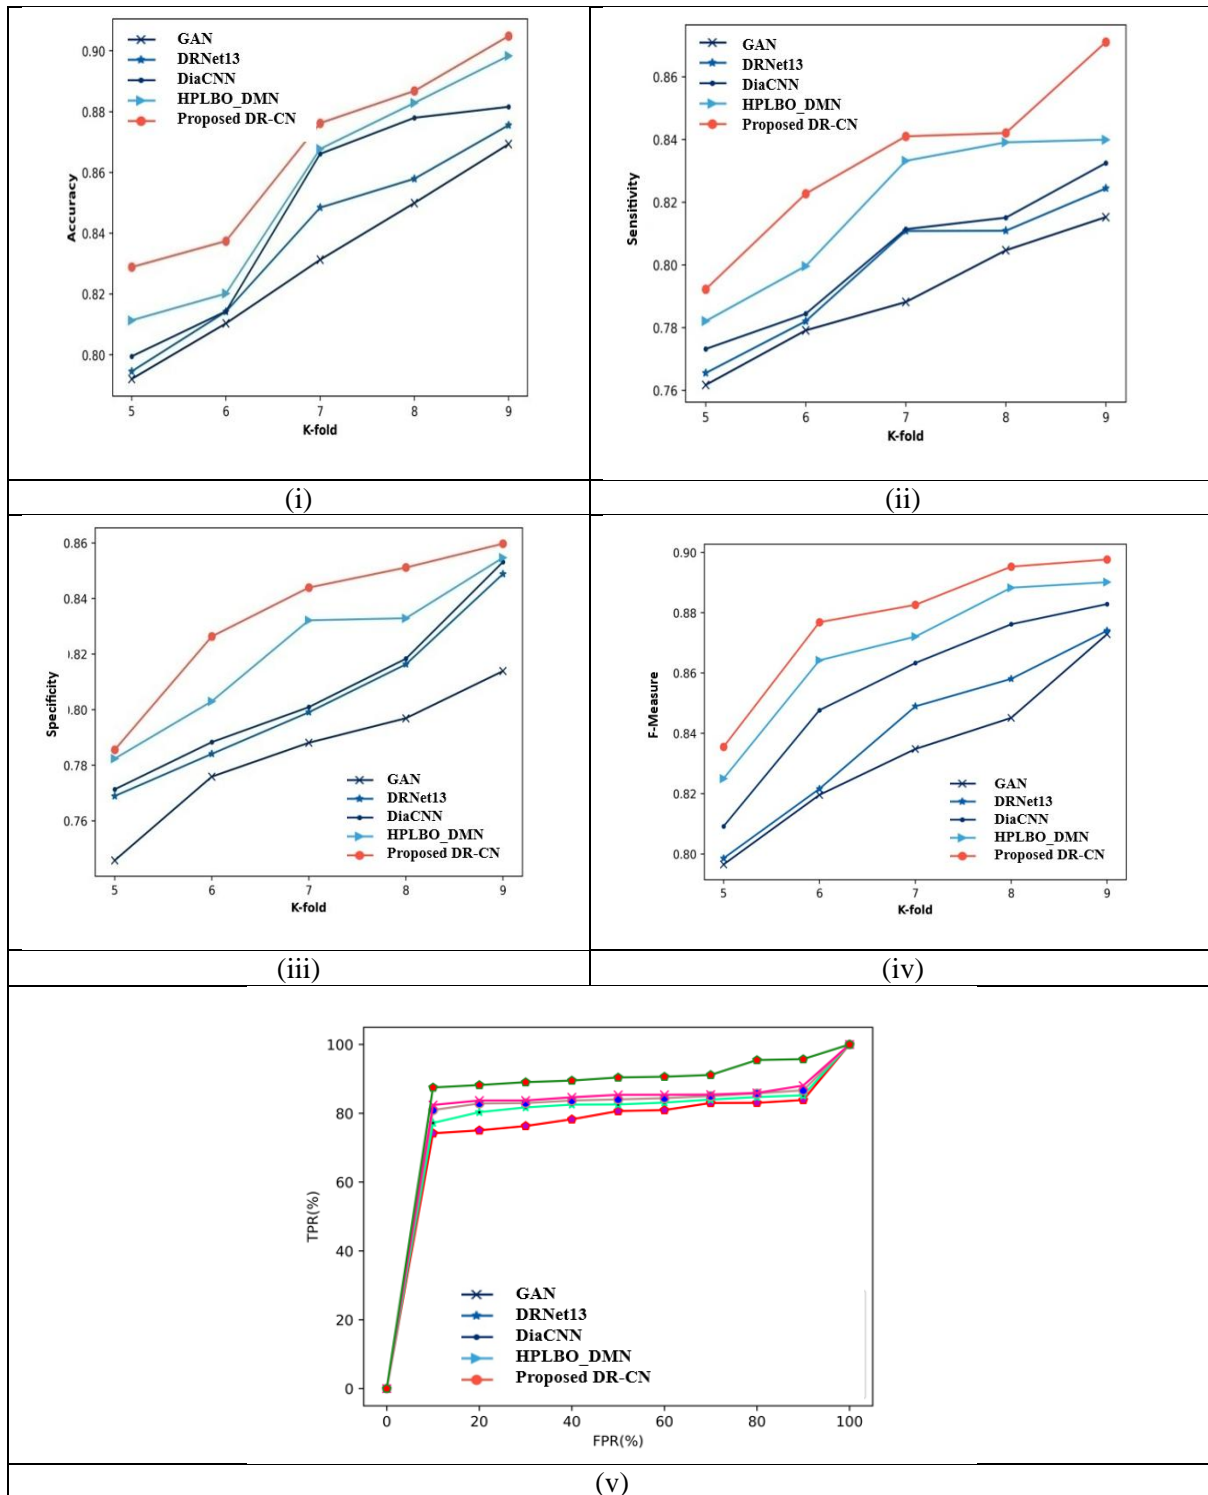 GAN
DRNet13
DiaCNN
HPLBO_DMN
Proposed DR-CN
0.90
0.88
0.86
0.84
0.82
0.80
Accuracy
5 6 7 8 9
K-fold
GAN
DRNet13
DiaCNN
HPLBO_DMN
Proposed DR-CN
0.86
0.84
0.82
0.80
0.78
0.76
Sensitivity
5 6 7 8 9
K-fold
(i)
(ii)
0.86
0.84
).82
).80
0.78
0.76
Specificity
GAN
DRNet13
DiaCNN
HPLBO_DMN
Proposed DR-CN
5 6 7 8 9
K-fold
0.90
0.88
0.86
0.84
0.82
0.80
F-Measure
GAN
DRNet13
DiaCNN
HPLBO_DMN
Proposed DR-CN
5 6 7 8 9
K-fold
(iii)
(iv)
100
80
60
40
20
0
TPR(%)
GAN
DRNet13
DiaCNN
HPLBO_DMN
Proposed DR-CN
0 20 40 60 80 100
FPR(%)
(v)